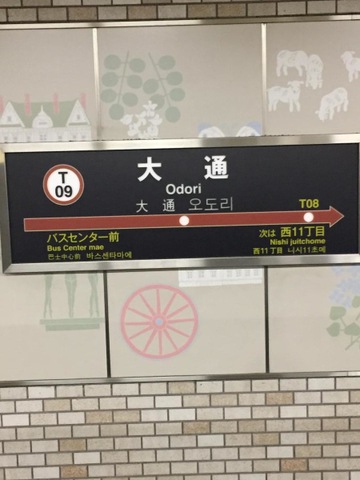 T
09
大 通
Odori
大 通 오도리
T08
バスセンター前
Bus Center mae
巴士中心前 바스센타마에
次は 西11丁目
Nishi juitchome
西11丁目 니시11초메